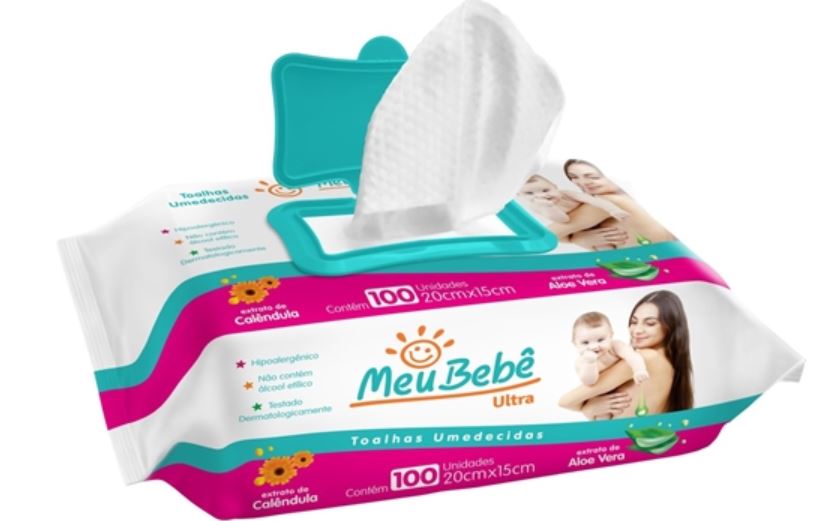 Toalhas
Umedecidas
Hipoalergênico
Não contém
álcool etílico
Testado
Dermatologicamente
extrato de
Calêndula
Contém 100 Unidades
20cmx15cm
extrato de
Aloe Vera
Hipoalergênico
Não contém
álcool etílico
Testado
Dermatologicamente
Meu Bebê
Ultra
Toalhas Umedecidas
extrato de
Calêndula
Contém 100 Unidades
20cmx15cm
extrato de
Aloe Vera